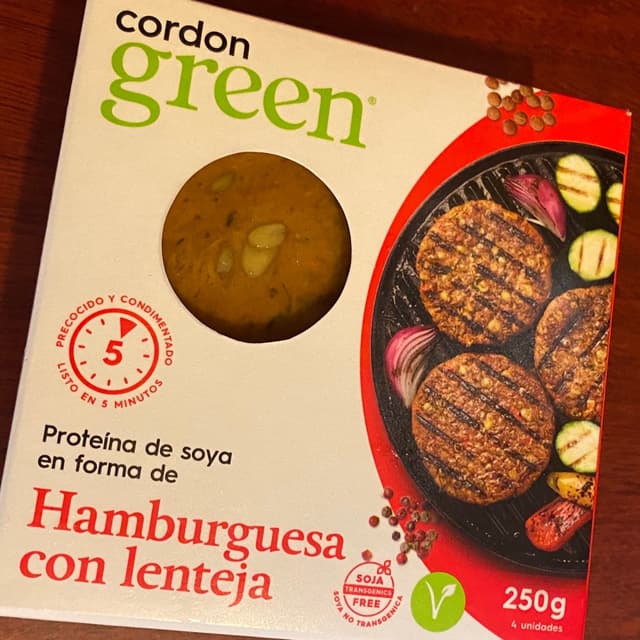 cordon
green®
PRECOCIDO Y CONDIMENTADO
5
LISTO EN 5 MINUTOS
Proteína de soya
en forma de
Hamburguesa
con lenteja
SOJA
TRANSGENICS
FREE
SOYA NO TRANSGENICA
V
250g
4 unidades